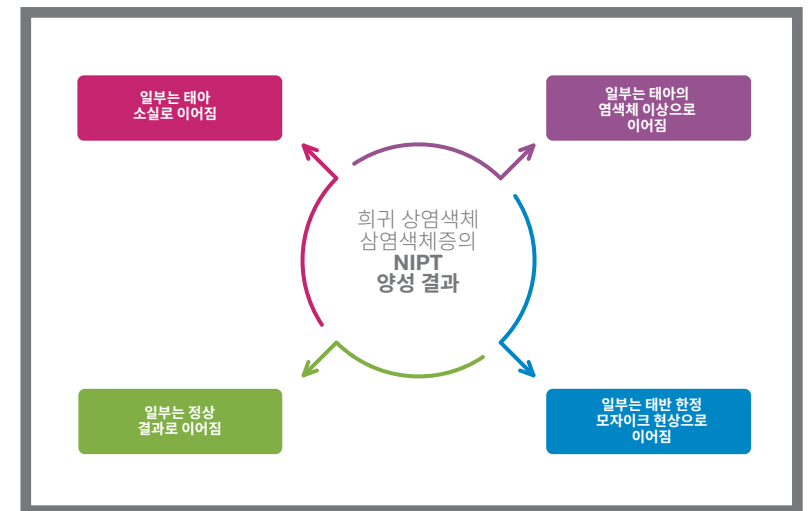 일부는 태아
소실로 이어짐
일부는 태아의
염색체 이상으로
이어짐
희귀 상염색체
삼염색체증의
NIPT
양성 결과
일부는 정상
결과로 이어짐
일부는 태반 한정
모자이크 현상으로
이어짐